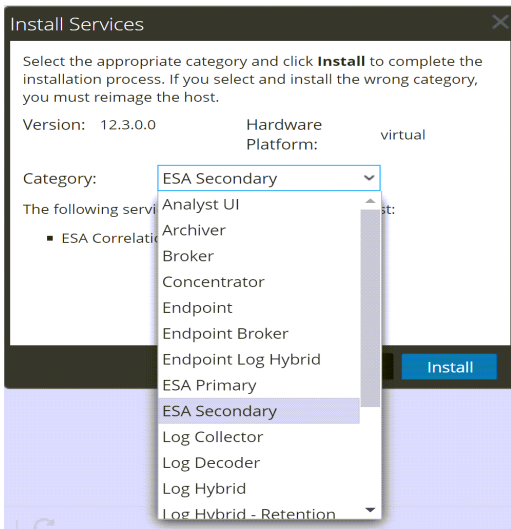 Install Services
Select the appropriate category and click Install to complete the
installation process. If you select and install the wrong category,
you must reimage the host.
Version: 12.3.0.0
Hardware
Platform:
virtual
Category:
ESA Secondary
The following servi
st:
ESA Correlati
Analyst UI
Archiver
Broker
Concentrator
Endpoint
Endpoint Broker
Endpoint Log Hybrid
ESA Primary
ESA Secondary
Log Collector
Log Decoder
Log Hybrid
Log Hybrid - Retention
Install